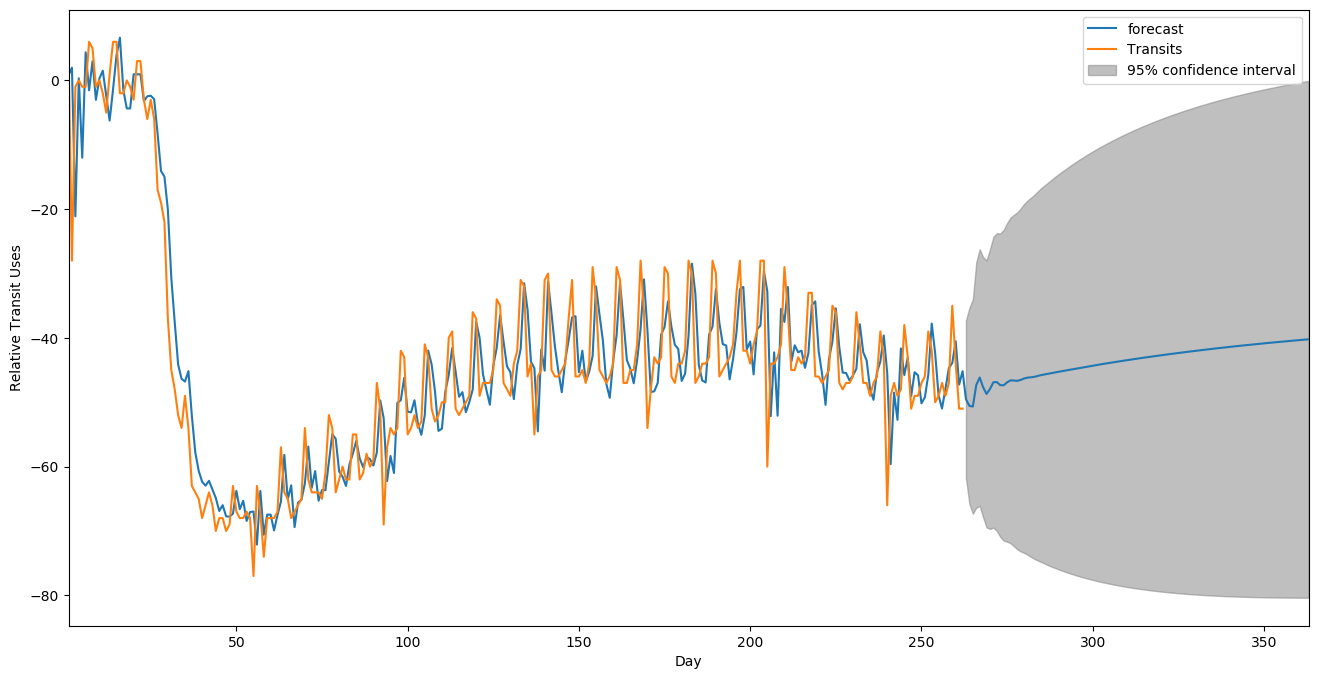 forecast
Transits
95% confidence interval
Relative Transit Uses
0
−20
−40
−60
−80
50
100
150
200
250
300
350
Day